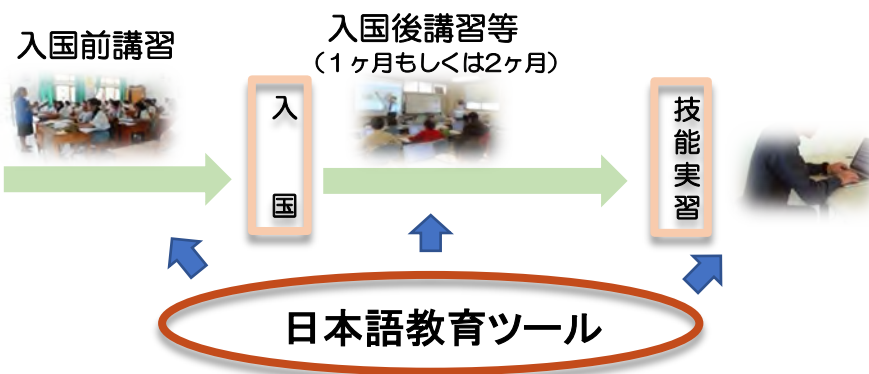 入国前講習
入国後講習等
（１ヶ月もしくは2ヶ月）
入国
技能実習
日本語教育ツール